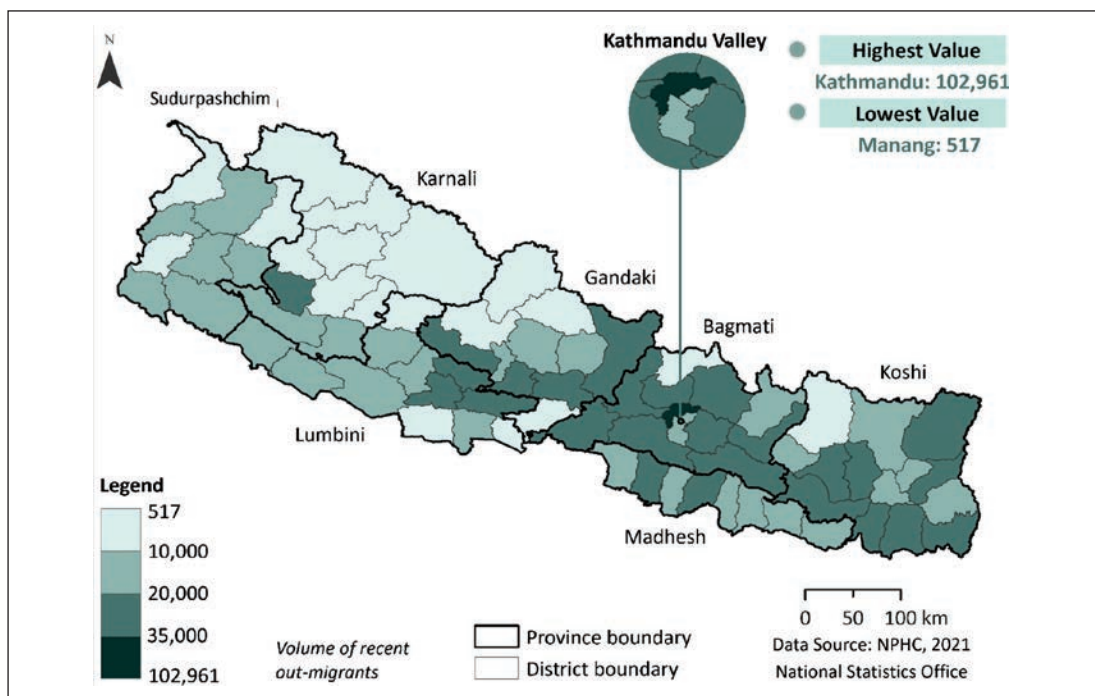 N
Kathmandu Valley
Highest Value
Kathmandu: 102,961
Lowest Value
Manang: 517
Sudurpashchim
Karnali
Gandaki
Bagmati
Koshi
Lumbini
Madhesh
Legend
517
10,000
20,000
35,000
102,961
Volume of recent
out-migrants
Province boundary
District boundary
0 50 100 km
Data Source: NPHC, 2021
National Statistics Office